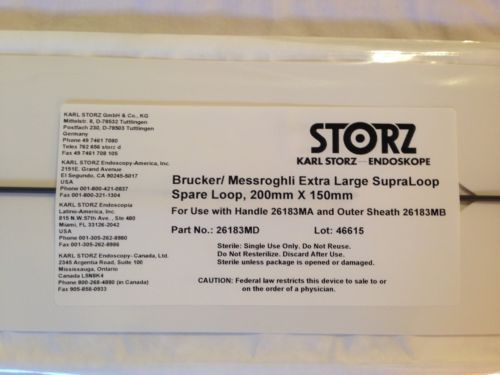 KARL STORZ GmbH & Co., KG
Mittelstr. 8, D-78532 Tuttlingen
Postfach 230, D-78503 Tuttlingen
Germany
Phone 49 7461 7080
Telex 762 656 storz d
Fax 49 7461 708 105
KARL STORZ Endoscopy-America, Inc.
2151E. Grand Avenue
El Segundo, CA 90245-5017
USA
Phone 001-800-421-0837
Fax 001-800-321-1304
KARL STORZ Endoscopia
Latino-America, Inc.
815 N.W.57th Ave., Ste 480
Miami, FL 33126-2042
USA
Phone 001-305-262-8980
Fax 001-305-262-8986
KARL STORZ Endoscopy- Canada, Ltd.
2345 Argentia Road, Suite 100
Mississauga, Ontario
Canada L5N8K4
Phone 800-268-4880 (in Canada)
Fax 905-858-0933
STORZ
KARL STORZ—ENDOSKOPE
Brucker/ Messroghli Extra Large SupraLoop
Spare Loop, 200mm X 150mm
For Use with Handle 26183MA and Outer Sheath 26183MB
Part No.: 26183MD Lot: 46615
Sterile: Single Use Only. Do Not Reuse.
Do Not Resterilize. Discard After Use.
Sterile unless package is opened or damaged.
CAUTION: Federal law restricts this device to sale to or
on the order of a physician.